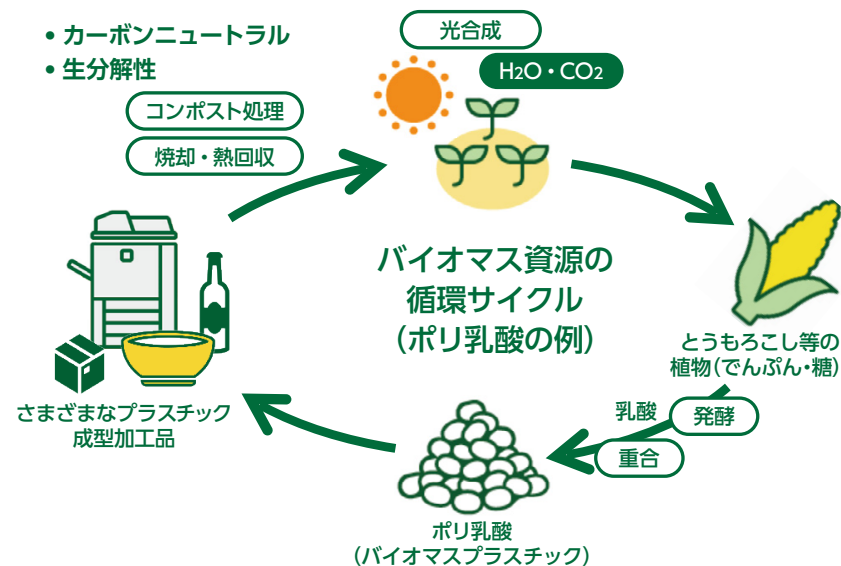 • カーボンニュートラル
• 生分解性
光合成
H2O・CO2
コンポスト処理
焼却・熱回収
バイオマス資源の
循環サイクル
（ポリ乳酸の例）
とうもろこし等の
植物（でんぷん・糖）
乳酸
発酵
重合
さまざまなプラスチック
成型加工品
ポリ乳酸
（バイオマスプラスチック）